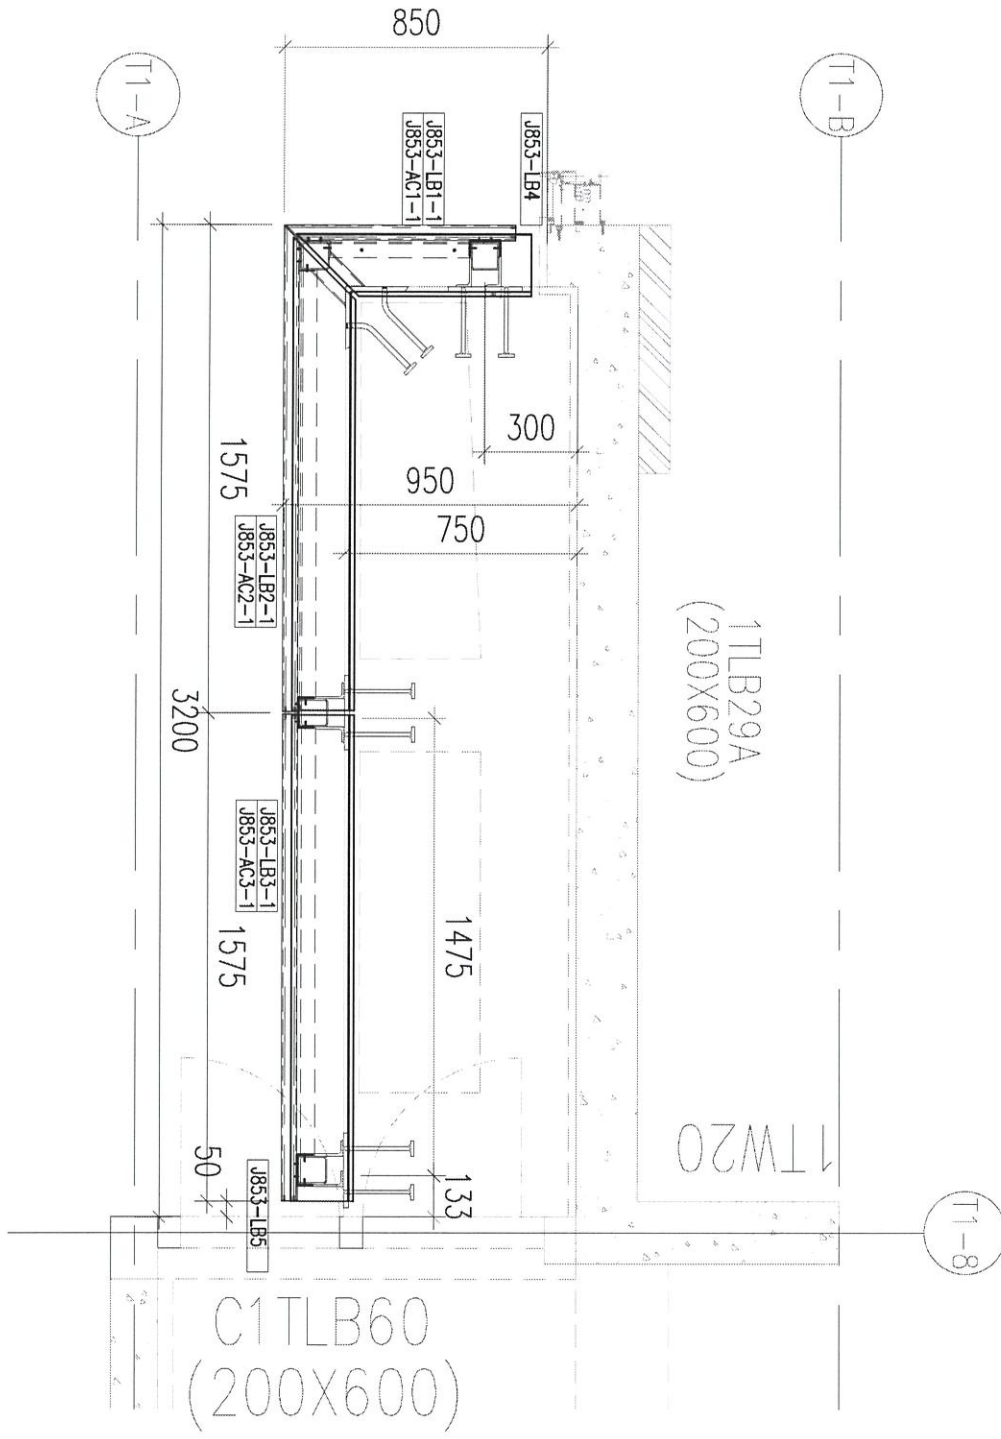 850
T1-A
T1-B
J853-LB1-1
J853-AC1-1
J853-LB4
300
950
750
1575
J853-LB2-1
J853-AC2-1
1TLB29A
(200X600)
3200
J853-LB3-1
J853-AC3-1
1575
1475
1TW20
50
133
J853-LB5
T1-8
C1TLB60
(200X600)